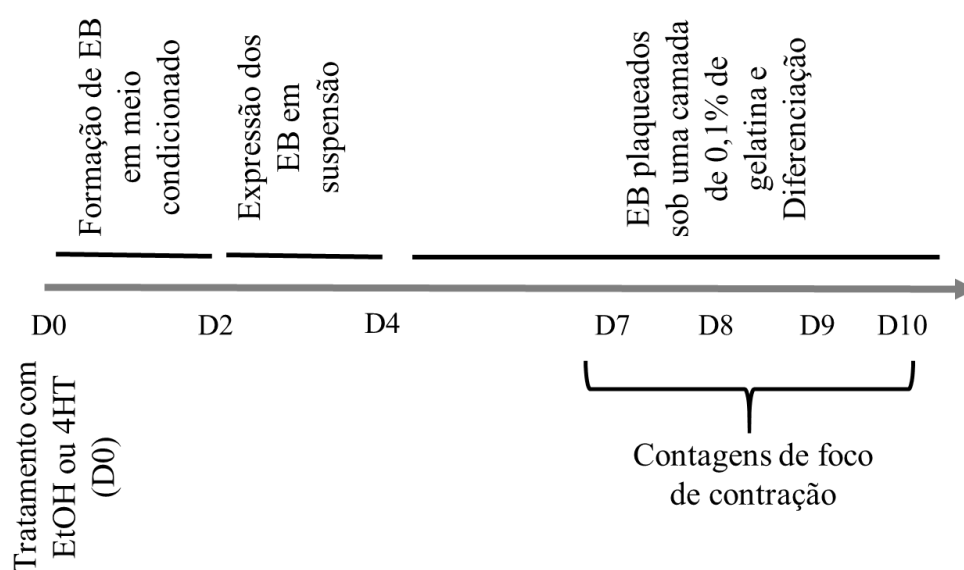 Formação de EB
em meio
condicionado
Expressão dos
EB em
suspensão
EB plaqueados
sob uma camada
de 0,1% de
gelatina e
Diferenciação
D0
D2
D4
D7
D8
D9
D10
Tratamento com
EtOH ou 4HT
(D0)
Contagens de foco
de contração